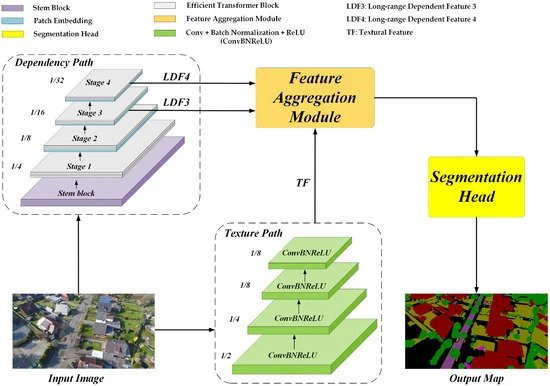 Stem Block
Patch Embedding
Segmentation Head
Efficient Transformer Block
Feature Aggregation Module
Conv + Batch Normalization + ReLU
(ConvBNReLU)
LDF3: Long-range Dependent Feature 3
LDF4: Long-range Dependent Feature 4
TF: Textural Feature
Dependency Path
1/32
Stage 4
LDF4
1/16
Stage 3
LDF3
1/8
Stage 2
1/4
Stage 1
Stem block
Feature
Aggregation
Module
TF
Segmentation
Head
Texture Path
1/8
ConvBNReLU
1/8
ConvBNReLU
1/4
ConvBNReLU
1/2
ConvBNReLU
Input Image
Output Map